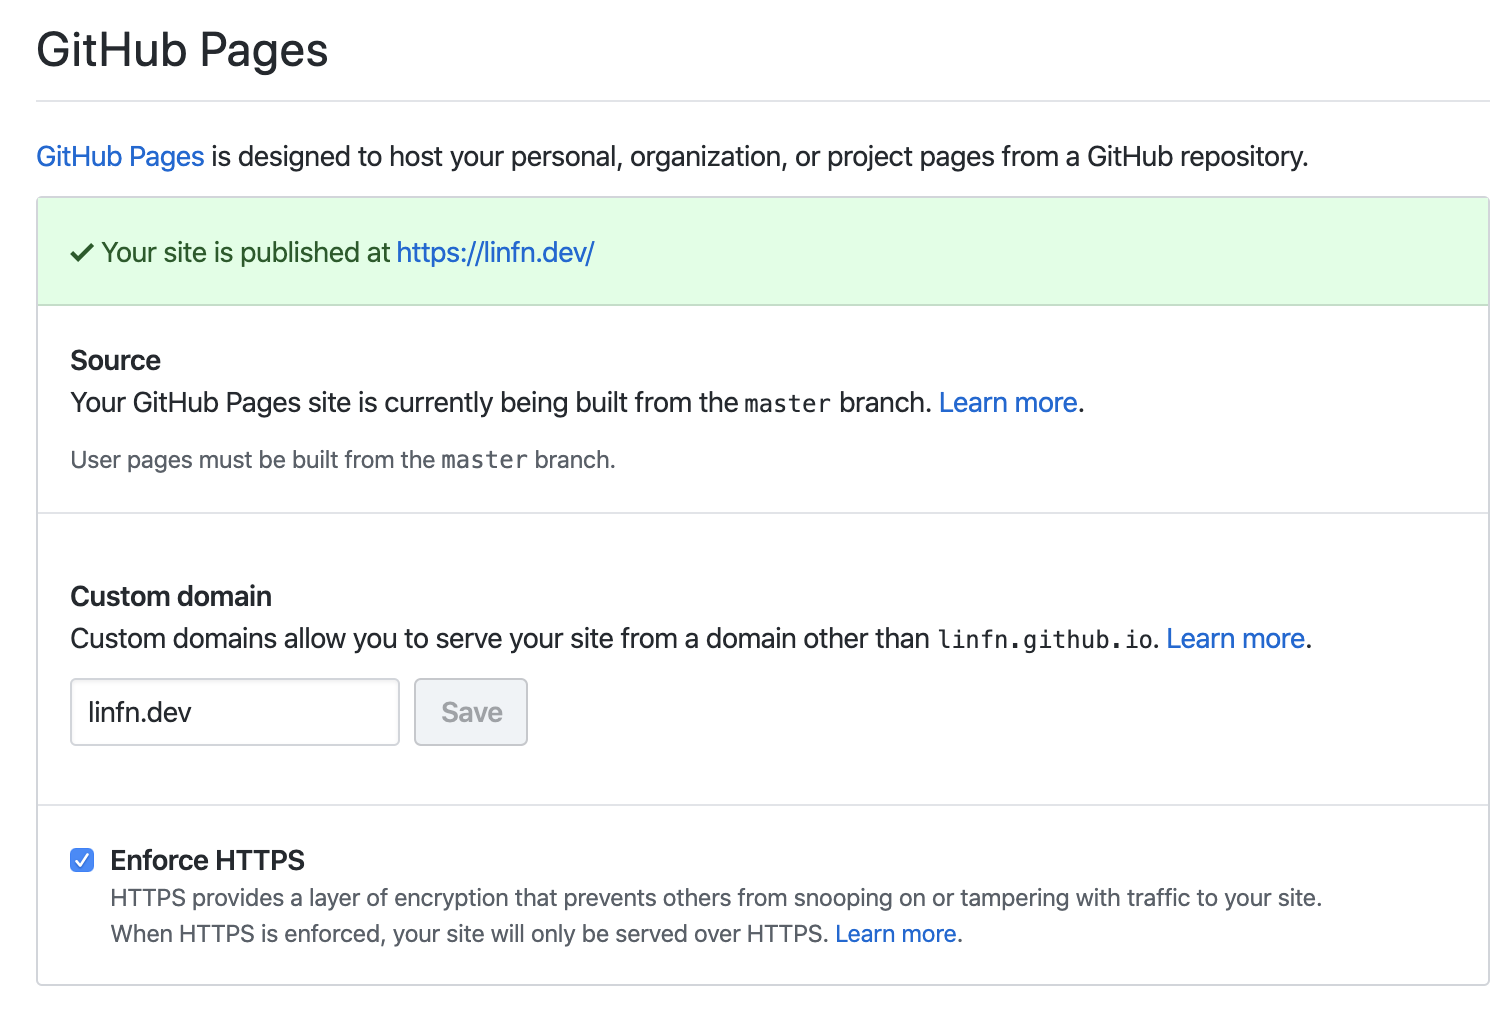 GitHub Pages
GitHub Pages is designed to host your personal, organization, or project pages from a GitHub repository.
Your site is published at https://linfn.dev/
Source
Your GitHub Pages site is currently being built from the master branch. Learn more.
User pages must be built from the master branch.
Custom domain
Custom domains allow you to serve your site from a domain other than linfn.github.io. Learn more.
linfn.dev Save
Enforce HTTPS
HTTPS provides a layer of encryption that prevents others from snooping on or tampering with traffic to your site.
When HTTPS is enforced, your site will only be served over HTTPS. Learn more.